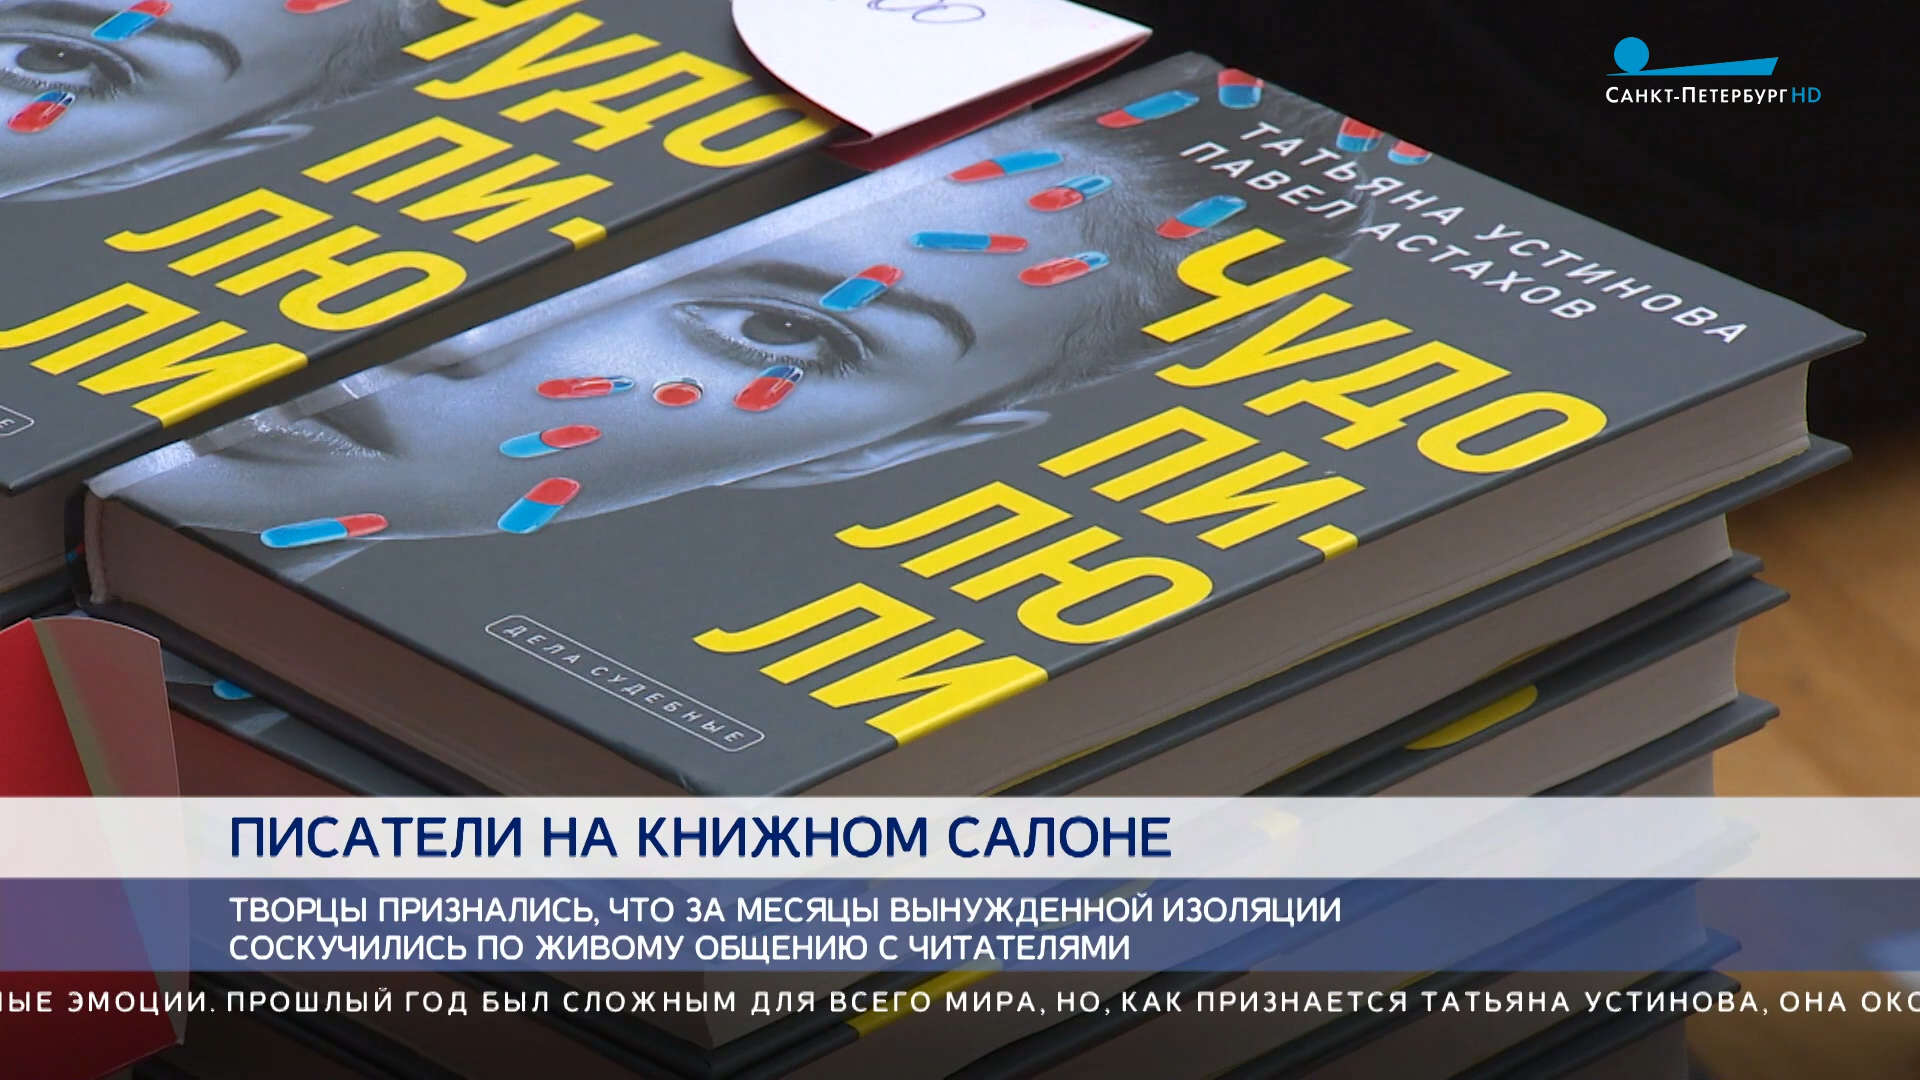 САНКТ-ПЕТЕРБУРГ HD
ТАТЬЯНА УСТИНОВА
ПАВЕЛ АСТАХОВ
ЧУДО
ПИ-
ЛЮ
ЛИ
ДЕЛА СУДЕБНЫЕ
ЧУДО
ПИ-
ЛЮ
ЛИ
ПИСАТЕЛИ НА КНИЖНОМ САЛОНЕ
ТВОРЦЫ ПРИЗНАЛИСЬ, ЧТО ЗА МЕСЯЦЫ ВЫНУЖДЕННОЙ ИЗОЛЯЦИИ
СОСКУЧИЛИСЬ ПО ЖИВОМУ ОБЩЕНИЮ С ЧИТАТЕЛЯМИ
ЭМОЦИИ. ПРОШЛЫЙ ГОД БЫЛ СЛОЖНЫМ ДЛЯ ВСЕГО МИРА, НО, КАК ПРИЗНАЕТСЯ ТАТЬЯНА УСТИНОВА, ОНА